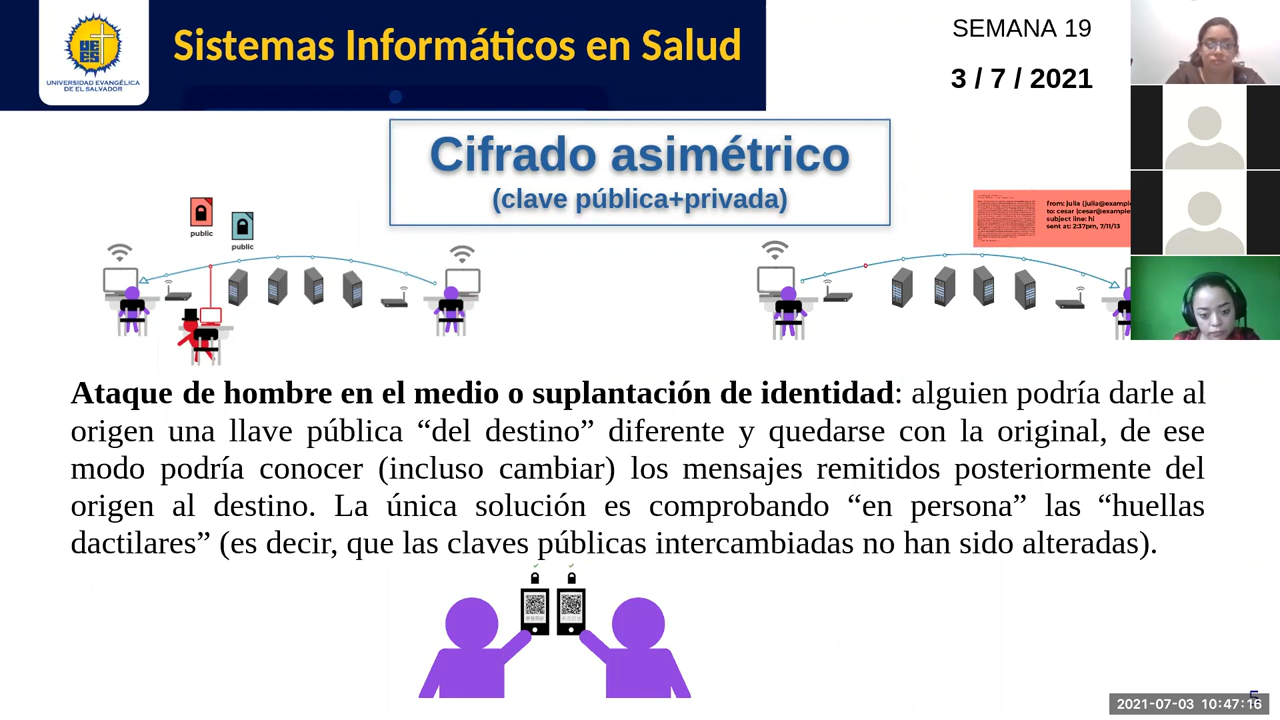 UNIVERSIDAD EVANGÉLICA
DE EL SALVADOR
Sistemas Informáticos en Salud
SEMANA 19
3 / 7 / 2021
Cifrado asimétrico
(clave pública+privada)
public
public
from: julia (julia@example
to: cesar (cesar@example
subject line: hi
sent at: 2:37pm, 7/11/13
Ataque de hombre en el medio o suplantación de identidad: alguien podría darle al
origen una llave pública “del destino” diferente y quedarse con la original, de ese
modo podría conocer (incluso cambiar) los mensajes remitidos posteriormente del
origen al destino. La única solución es comprobando “en persona” las “huellas
dactilares” (es decir, que las claves públicas intercambiadas no han sido alteradas).
2021-07-03 10:47:16